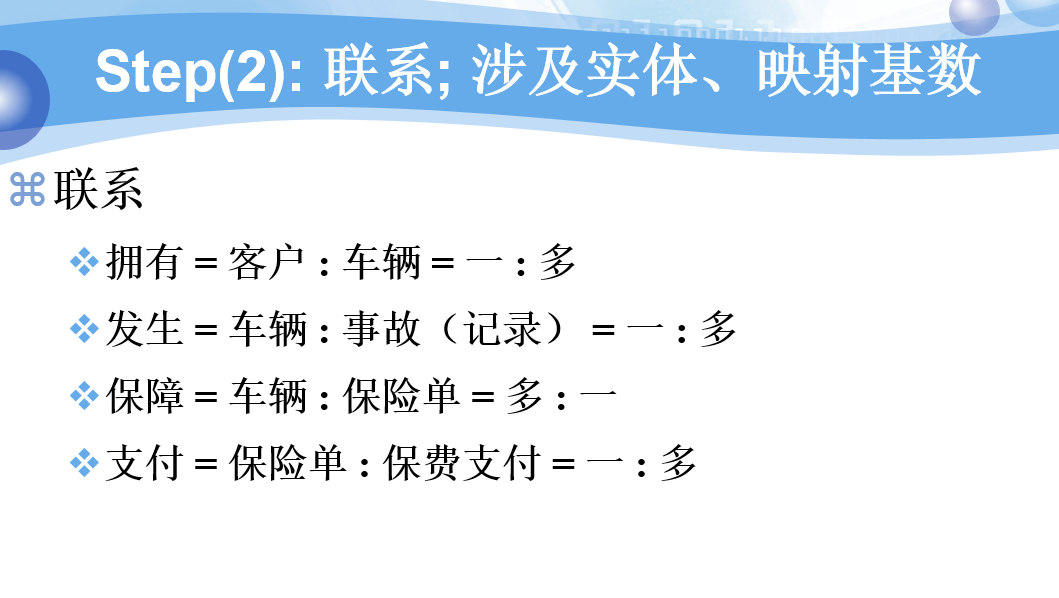 Step(2): 联系; 涉及实体、映射基数
联系
拥有 = 客户 : 车辆 = 一 : 多
发生 = 车辆 : 事故（记录） = 一 : 多
保障 = 车辆 : 保险单 = 多 : 一
支付 = 保险单 : 保费支付 = 一 : 多